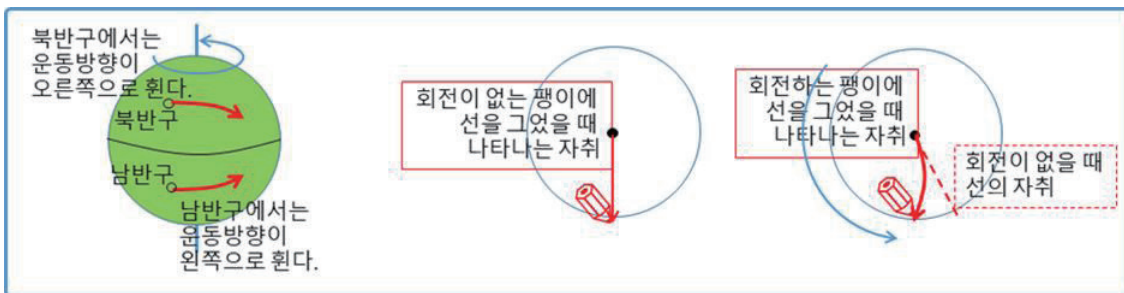 북반구에서는
운동방향이
오른쪽으로 휜다.
북반구
남반구
남반구에서는
운동방향이
왼쪽으로 휜다.
회전이 없는 팽이에
선을 그었을 때
나타나는 자취
회전하는 팽이에
선을 그었을 때
나타나는 자취
회전이 없을 때
선의 자취